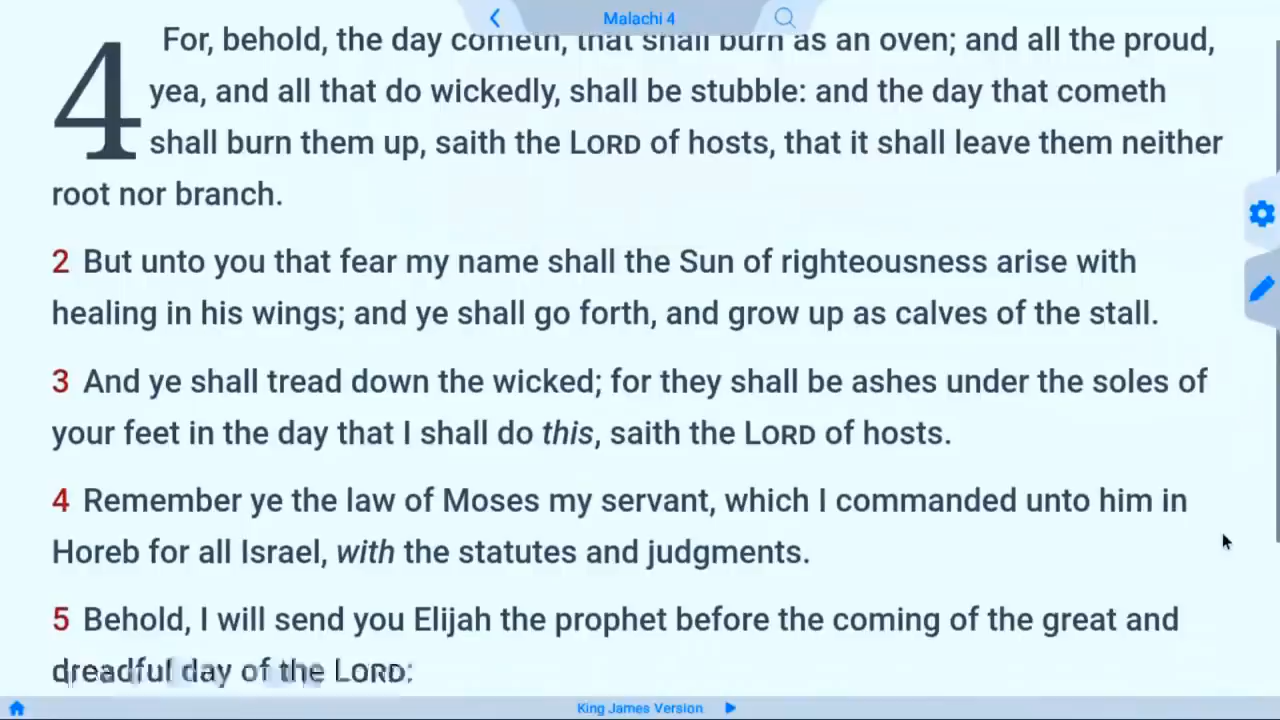 Malachi 4
4 For, behold, the day cometh, that shall burn as an oven; and all the proud,
yea, and all that do wickedly, shall be stubble: and the day that cometh
shall burn them up, saith the LORD of hosts, that it shall leave them neither
root nor branch.
2 But unto you that fear my name shall the Sun of righteousness arise with
healing in his wings; and ye shall go forth, and grow up as calves of the stall.
3 And ye shall tread down the wicked; for they shall be ashes under the soles of
your feet in the day that I shall do this, saith the LORD of hosts.
4 Remember ye the law of Moses my servant, which I commanded unto him in
Horeb for all Israel, with the statutes and judgments.
5 Behold, I will send you Elijah the prophet before the coming of the great and
dreadful day of the LORD:
King James Version